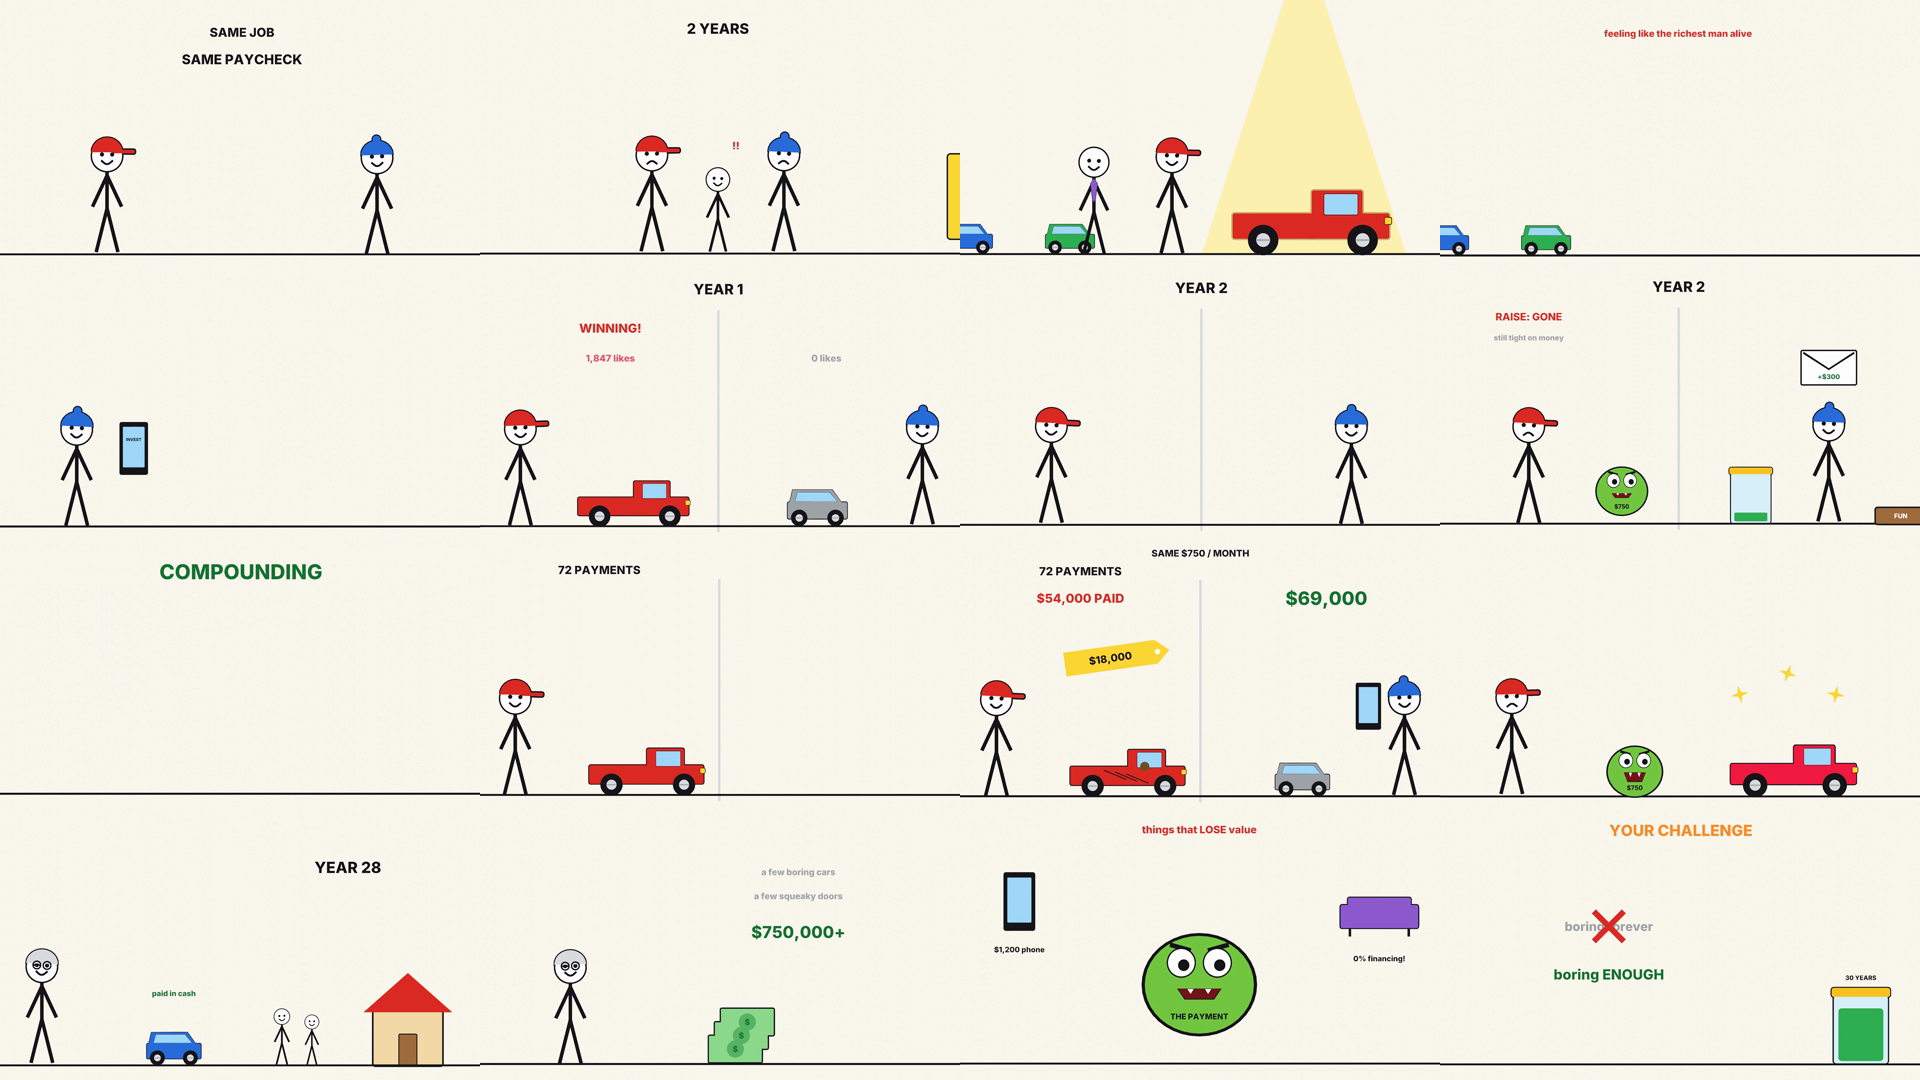 SAME JOB
SAME PAYCHECK
2 YEARS
!!
feeling like the richest man alive
INVEST
YEAR 1
WINNING!
1,847 likes
0 likes
YEAR 2
YEAR 2
RAISE: GONE
still tight on money
+$300
$750
FUN
COMPOUNDING
72 PAYMENTS
SAME $750 / MONTH
72 PAYMENTS
$54,000 PAID
$69,000
$18,000
$750
YEAR 28
paid in cash
a few boring cars
a few squeaky doors
$750,000+
$ $ $
things that LOSE value
$1,200 phone
0% financing!
THE PAYMENT
YOUR CHALLENGE
boring forever
boring ENOUGH
30 YEARS